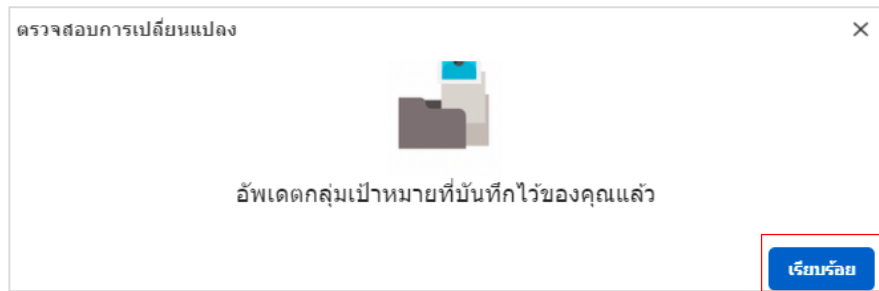 ตรวจสอบการเปลี่ยนแปลง
อัพเดตกลุ่มเป้าหมายที่บันทึกไว้ของคุณแล้ว
เรียบร้อย